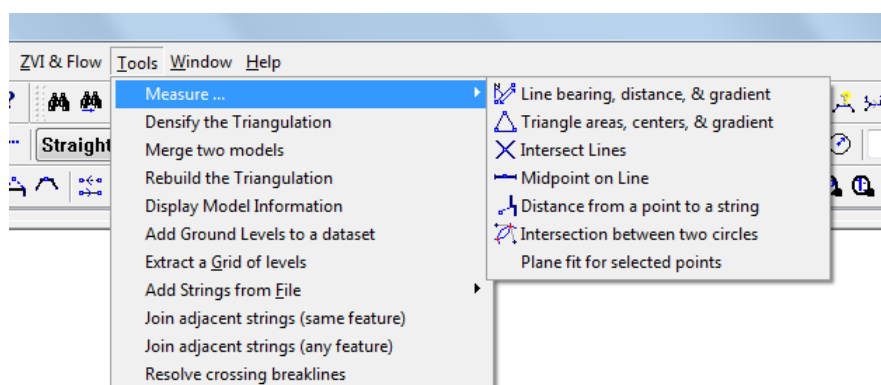 ZVI & Flow Tools Window Help
Measure ...
Densify the Triangulation
Merge two models
Rebuild the Triangulation
Display Model Information
Add Ground Levels to a dataset
Extract a Grid of levels
Add Strings from File
Join adjacent strings (same feature)
Join adjacent strings (any feature)
Resolve crossing breaklines
Line bearing, distance, & gradient
Triangle areas, centers, & gradient
Intersect Lines
Midpoint on Line
Distance from a point to a string
Intersection between two circles
Plane fit for selected points
Straight